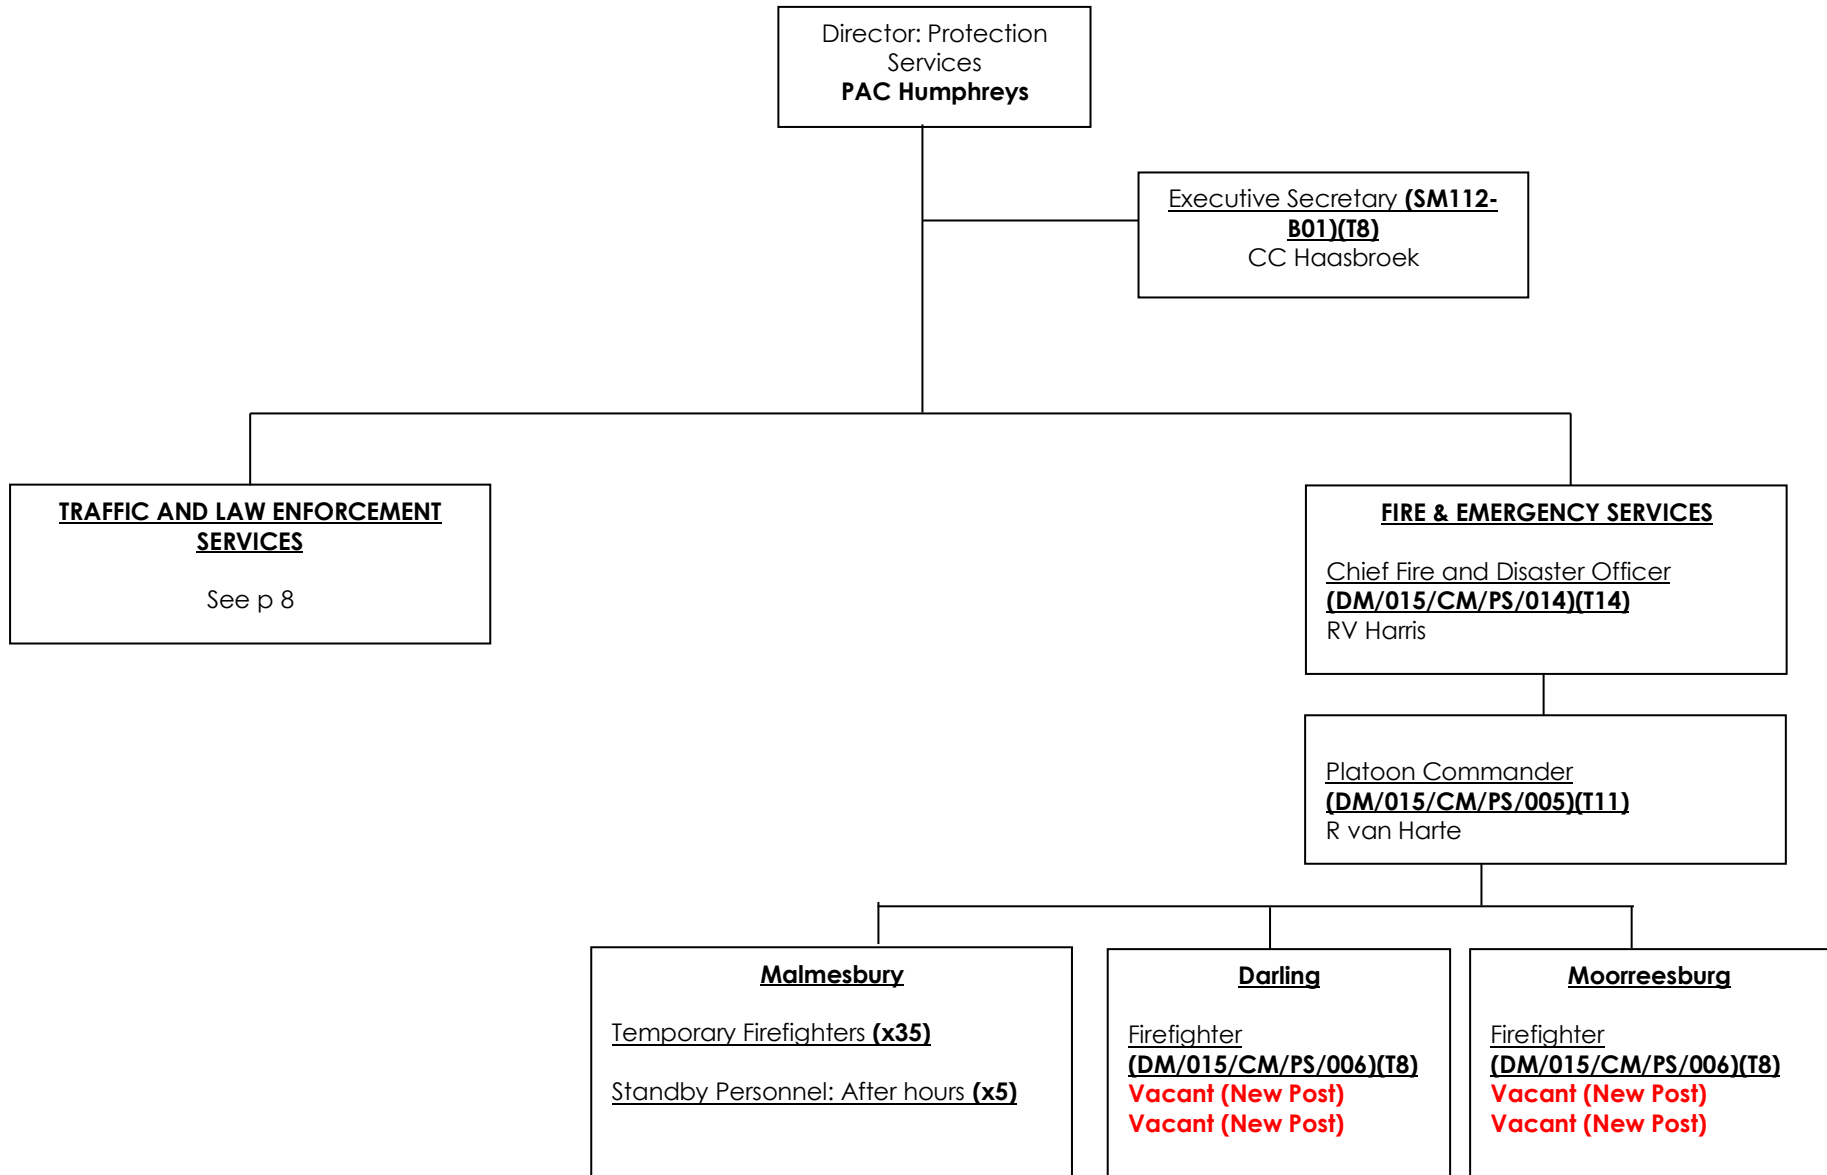 Director: Protection
Services
PAC Humphreys
Executive Secretary (SM112-
B01)(T8)
CC Haasbroek
TRAFFIC AND LAW ENFORCEMENT
SERVICES
See p 8
FIRE & EMERGENCY SERVICES
Chief Fire and Disaster Officer
(DM/015/CM/PS/014)(T14)
RV Harris
Platoon Commander
(DM/015/CM/PS/005)(T11)
R van Harte
Malmesbury
Temporary Firefighters (x35)
Standby Personnel: After hours (x5)
Darling
Firefighter
(DM/015/CM/PS/006)(T8)
Vacant (New Post)
Vacant (New Post)
Moorreesburg
Firefighter
(DM/015/CM/PS/006)(T8)
Vacant (New Post)
Vacant (New Post)